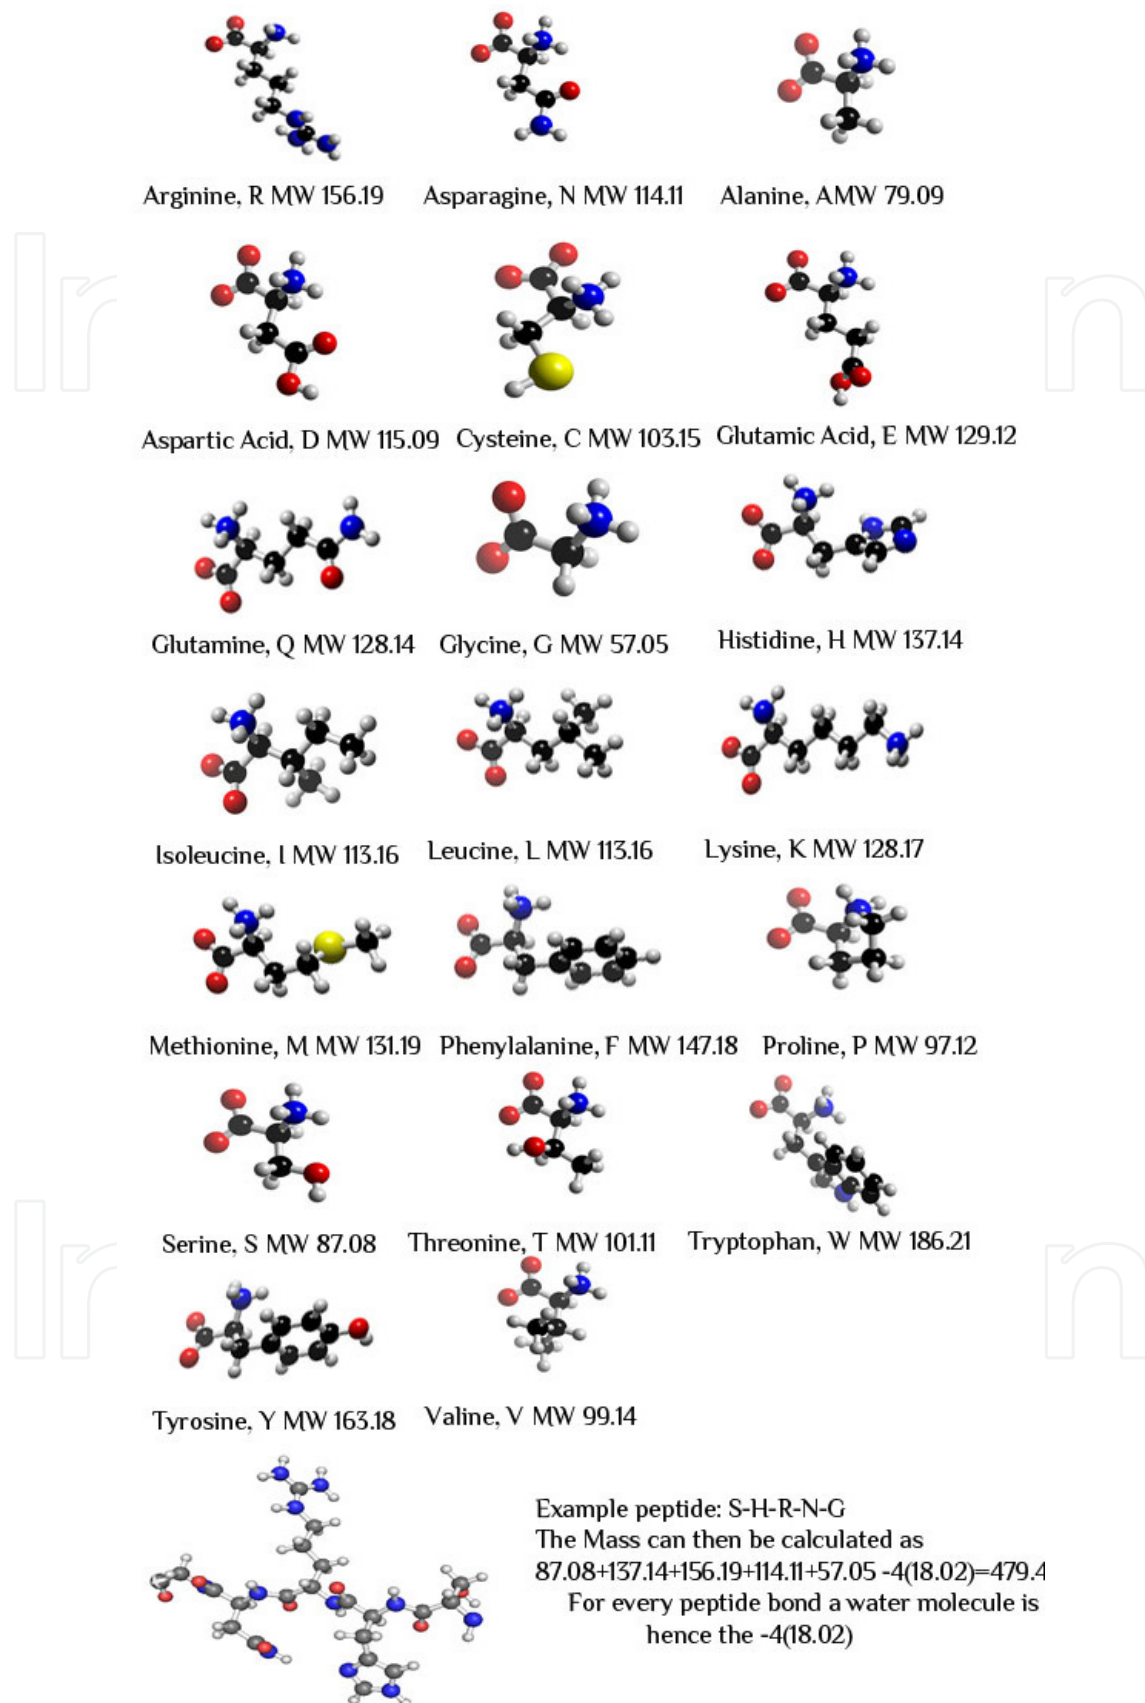 Arginine, R MW 156.19 Asparagine, N MW 114.11 Alanine, AMW 79.09
Aspartic Acid, D MW 115.09 Cysteine, C MW 103.15 Glutamic Acid, E MW 129.12
Glutamine, Q MW 128.14 Glycine, G MW 57.05 Histidine, H MW 137.14
Isoleucine, I MW 113.16 Leucine, L MW 113.16 Lysine, K MW 128.17
Methionine, M MW 131.19 Phenylalanine, F MW 147.18 Proline, P MW 97.12
Serine, S MW 87.08 Threonine, T MW 101.11 Tryptophan, W MW 186.21
Tyrosine, Y MW 163.18 Valine, V MW 99.14
Example peptide: S-H-R-N-G
The Mass can then be calculated as
87.08+137.14+156.19+114.11+57.05 -4(18.02)=479.4
For every peptide bond a water molecule is
hence the -4(18.02)